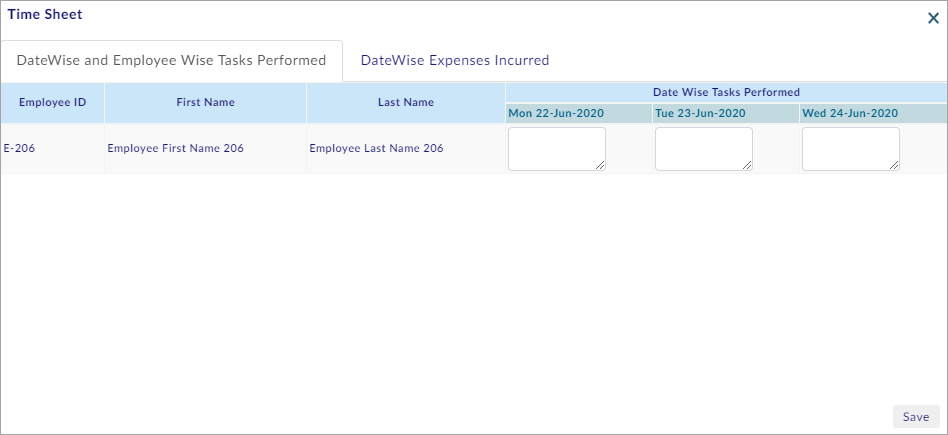 Time Sheet
DateWise and Employee Wise Tasks Performed DateWise Expenses Incurred
Employee ID First Name Last Name Date Wise Tasks Performed
Mon 22-Jun-2020 Tue 23-Jun-2020 Wed 24-Jun-2020
E-206 Employee First Name 206 Employee Last Name 206
Save